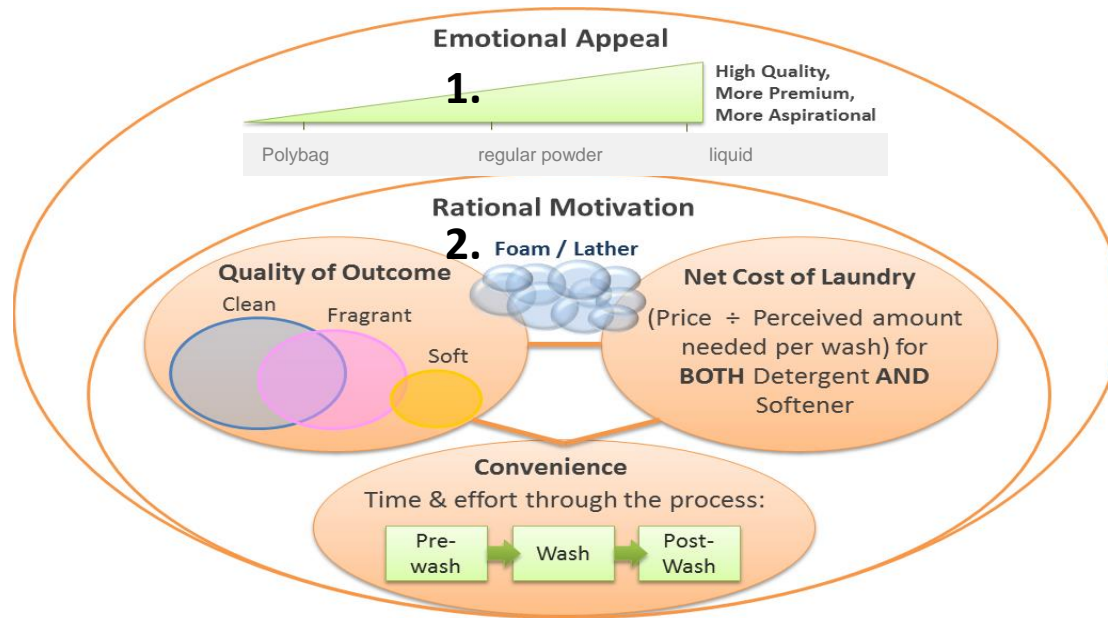 Emotional Appeal
1.
High Quality,
More Premium,
More Aspirational
Polybag
regular powder
liquid
Rational Motivation
2.
Foam / Lather
Quality of Outcome
Clean
Fragrant
Soft
Net Cost of Laundry
(Price ÷ Perceived amount
needed per wash) for
BOTH Detergent AND
Softener
Convenience
Time & effort through the process:
Pre-
wash
Wash
Post-
Wash